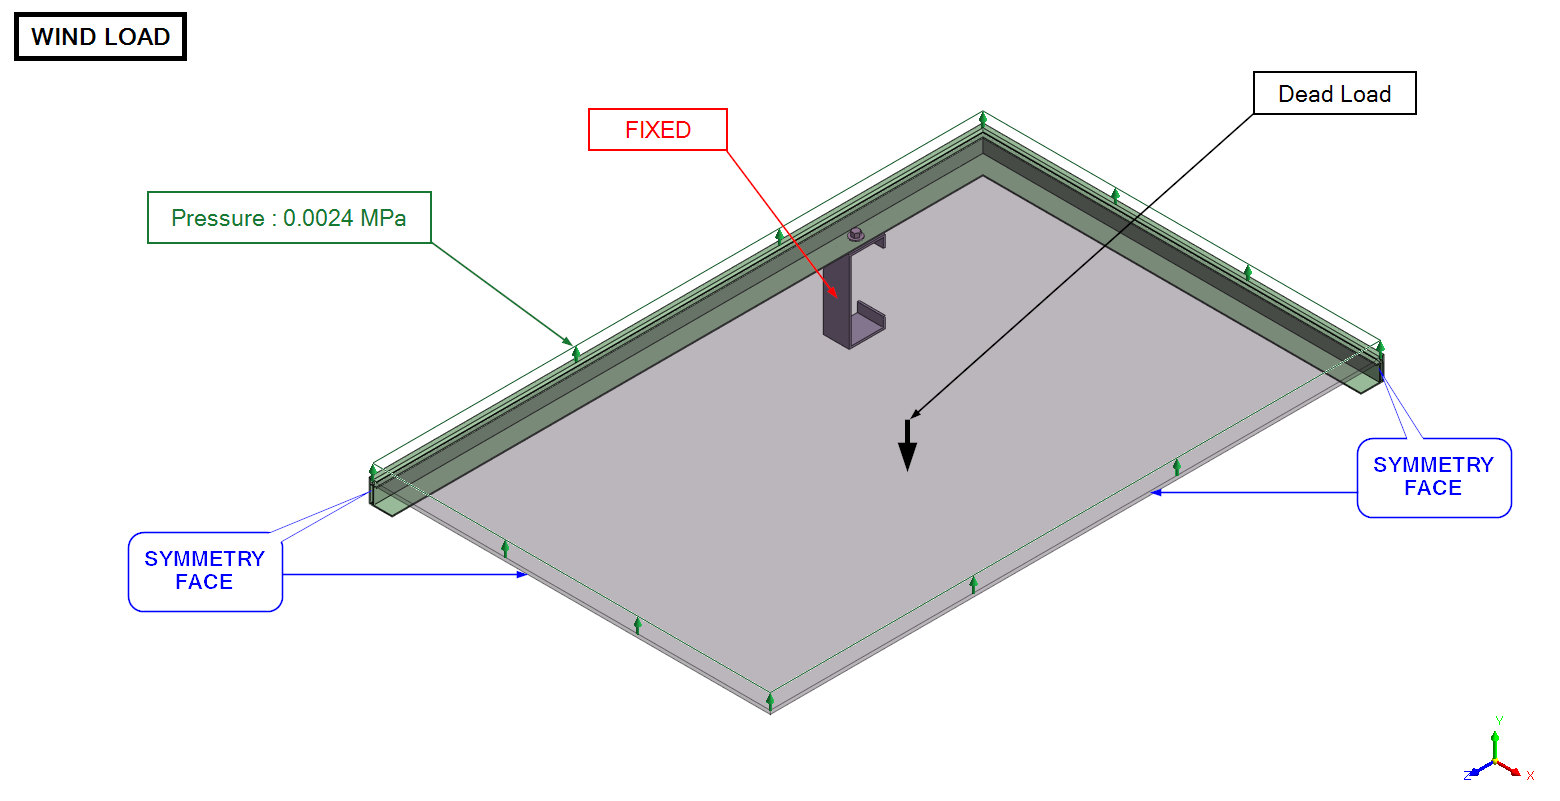 WIND LOAD
Dead Load
FIXED
Pressure : 0.0024 MPa
SYMMETRY
FACE
SYMMETRY
FACE
Y
Z
X